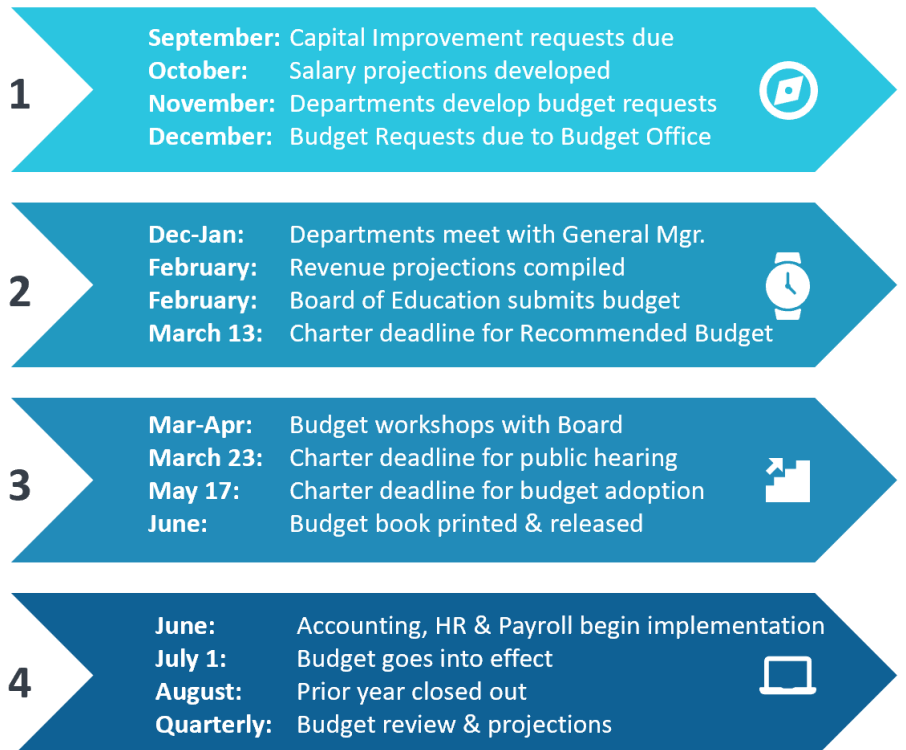 1
September: Capital Improvement requests due
October: Salary projections developed
November: Departments develop budget requests
December: Budget Requests due to Budget Office
2
Dec-Jan: Departments meet with General Mgr.
February: Revenue projections compiled
February: Board of Education submits budget
March 13: Charter deadline for Recommended Budget
3
Mar-Apr: Budget workshops with Board
March 23: Charter deadline for public hearing
May 17: Charter deadline for budget adoption
June: Budget book printed & released
4
June: Accounting, HR & Payroll begin implementation
July 1: Budget goes into effect
August: Prior year closed out
Quarterly: Budget review & projections